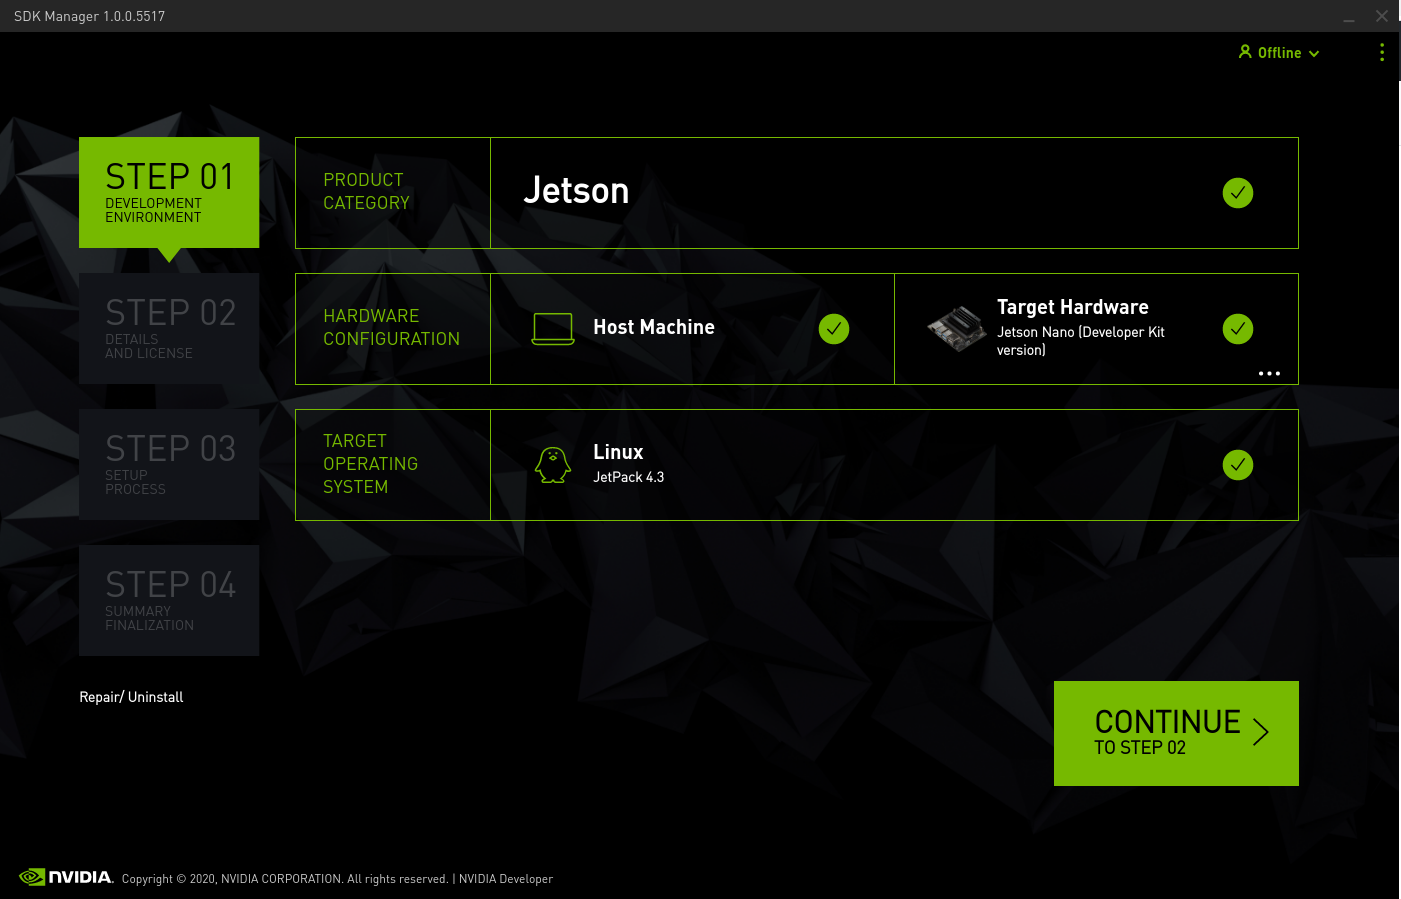 SDK Manager 1.0.0.5517
Offline
STEP 01
DEVELOPMENT
ENVIRONMENT
PRODUCT
CATEGORY
Jetson
STEP 02
DETAILS
AND LICENSE
HARDWARE
CONFIGURATION
Host Machine
Target Hardware
Jetson Nano (Developer Kit
version)
STEP 03
SETUP
PROCESS
TARGET
OPERATING
SYSTEM
Linux
JetPack 4.3
STEP 04
SUMMARY
FINALIZATION
Repair/ Uninstall
CONTINUE
TO STEP 02
NVIDIA. Copyright © 2020, NVIDIA CORPORATION. All rights reserved. | NVIDIA Developer